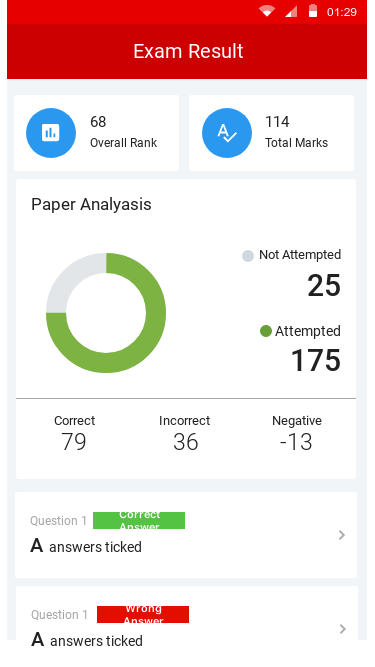 01:29
Exam Result
68
Overall Rank
114
Total Marks
Paper Analyasis
Not Attempted
25
Attempted
175
Correct Incorrect Negative
79 36 -13
Question 1 Correct Answer
A answers ticked
Question 1 Wrong Answer
A answers ticked